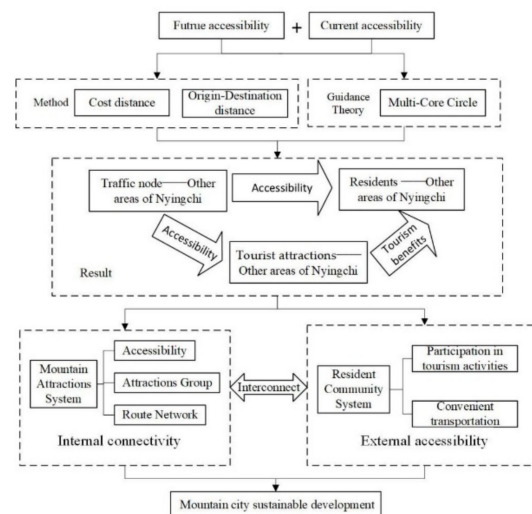 Futrue accessibility + Current accessibility
Method
Cost distance
Origin-Destination
distance
Guidance
Theory
Multi-Core Circle
Traffic node——Other
areas of Nyingchi
Accessibility
Residents ——Other
areas of Nyingchi
Accessibility
Tourist attractions——
Other areas of Nyingchi
Tourism
benefits
Result
Mountain
Attractions
System
Accessibility
Attractions Group
Route Network
Internal connectivity
Interconnect
Resident
Community
System
Participation in
tourism activities
Convenient
transportation
External accessibility
Mountain city sustainable development